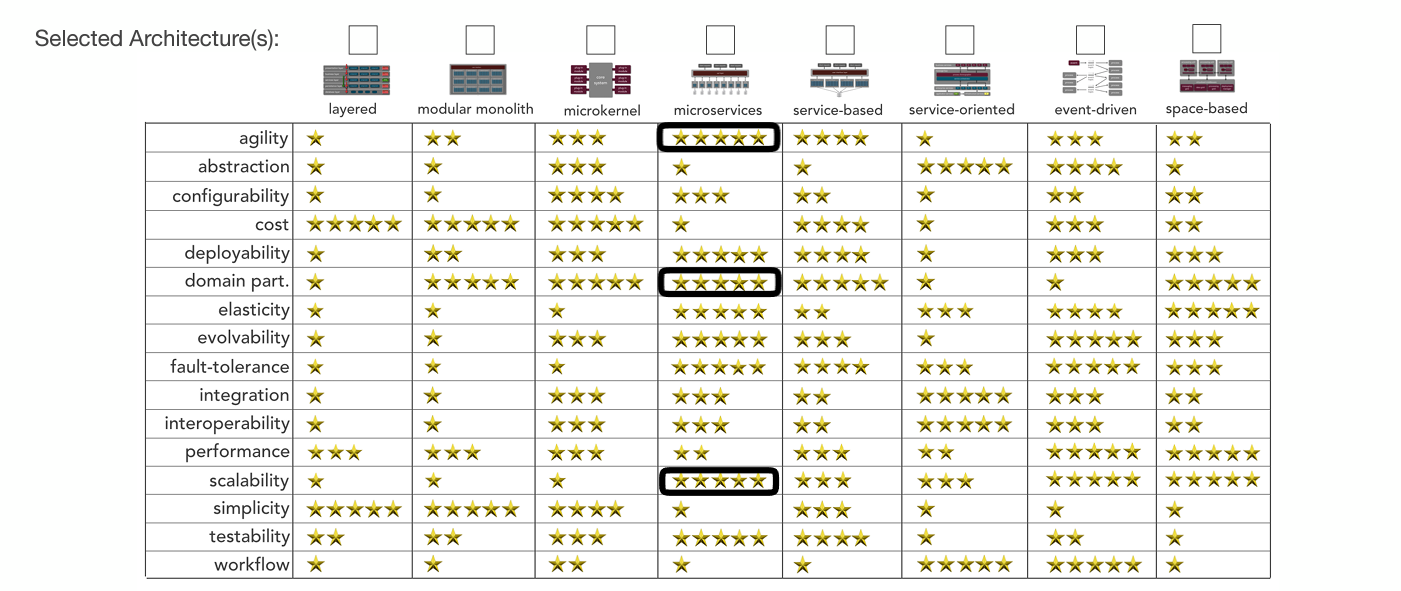 Selected Architecture(s):
layered modular monolith microkernel microservices service-based service-oriented event-driven space-based
agility
abstraction
configurability
cost
deployability
domain part.
elasticity
evolvability
fault-tolerance
integration
interoperability
performance
scalability
simplicity
testability
workflow